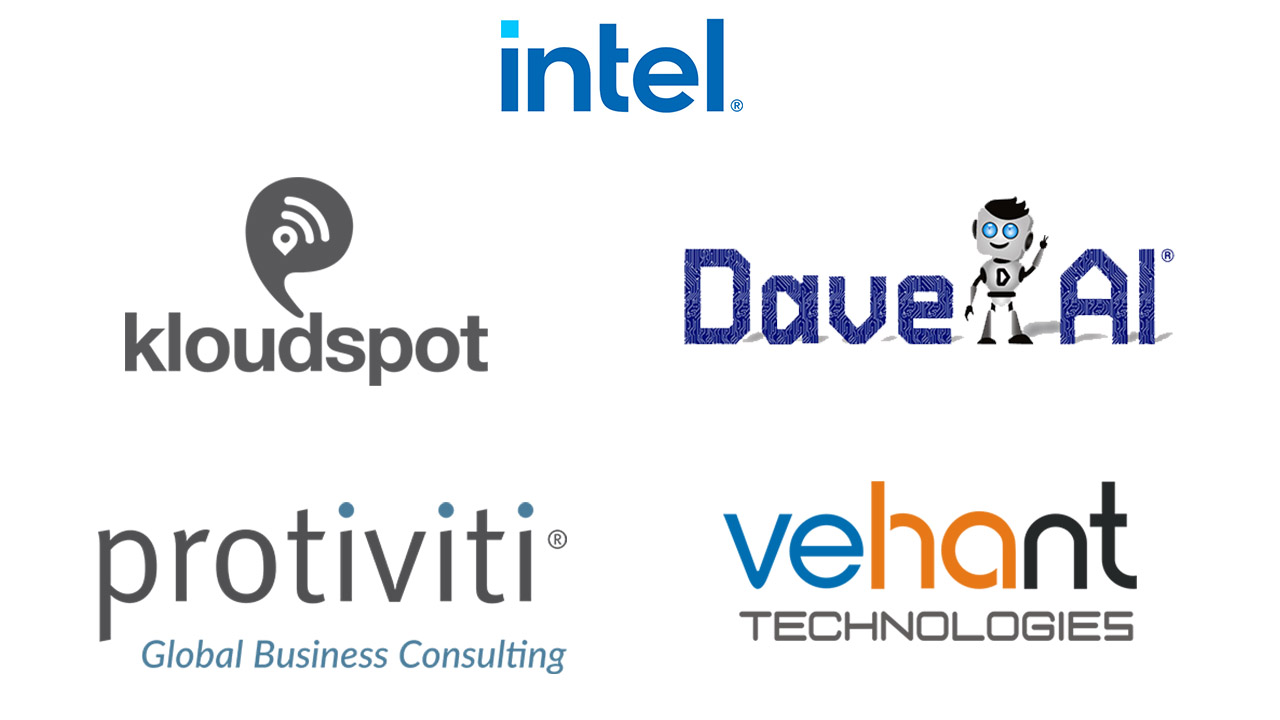 intel®
kloudspot
Dave AI®
protiviti®
Global Business Consulting
vehant
TECHNOLOGIES